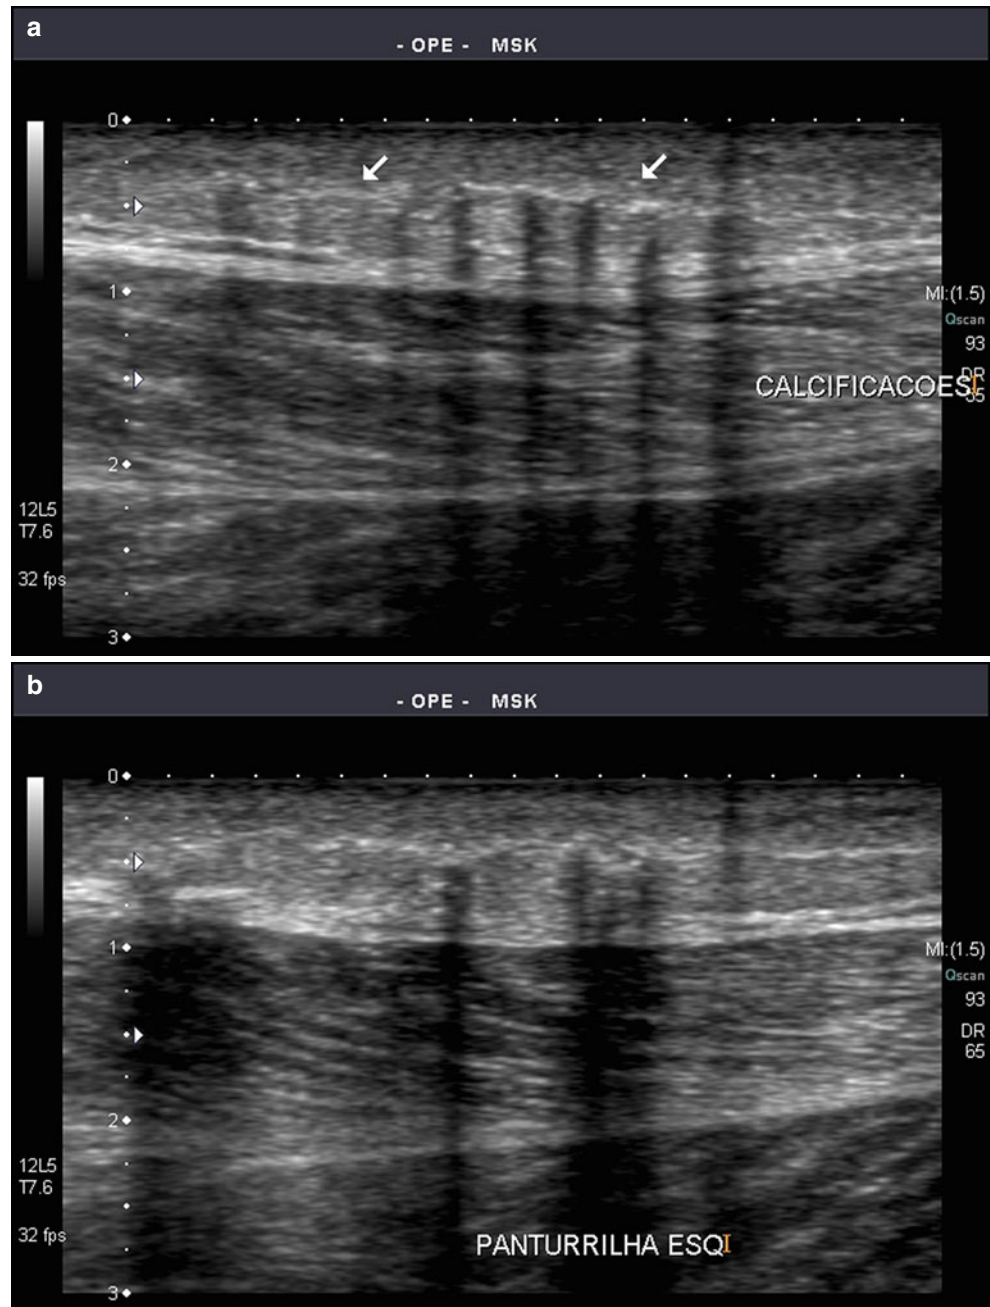 a
- OPE - MSK
0
1
MI:(1.5)
Qscan
93
DR
CALCIFICACOES
2
12L5
T7.6
32 fps
3
b
- OPE - MSK
0
1
MI:(1.5)
Qscan
93
DR
65
2
12L5
T7.6
32 fps
PANTURRILHA ESQ
3